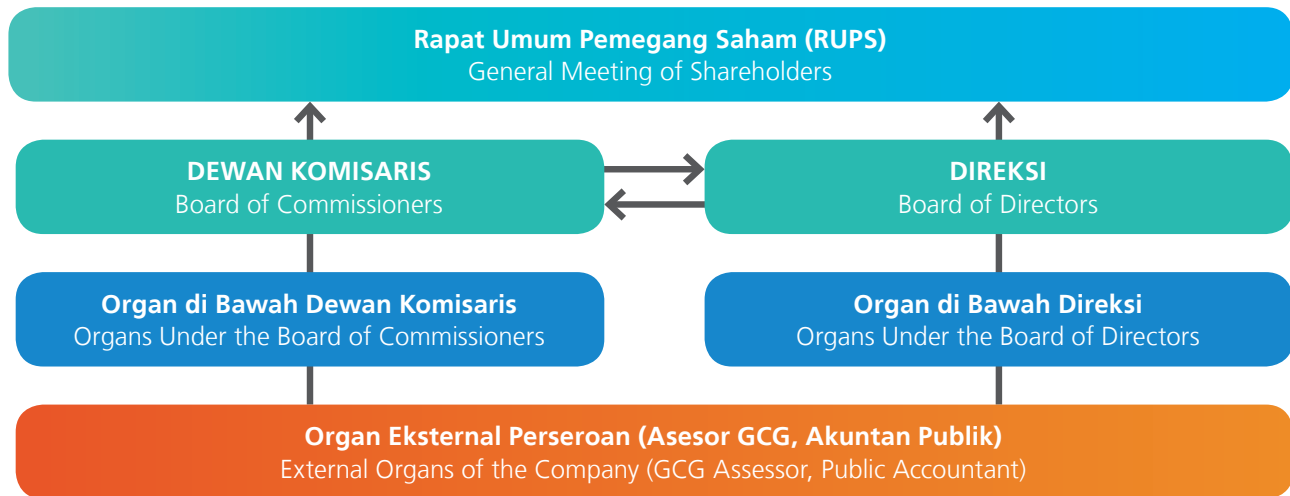 Rapat Umum Pemegang Saham (RUPS)
General Meeting of Shareholders
DEWAN KOMISARIS
Board of Commissioners
DIREKSI
Board of Directors
Organ di Bawah Dewan Komisaris
Organs Under the Board of Commissioners
Organ di Bawah Direksi
Organs Under the Board of Directors
Organ Eksternal Perseroan (Asesor GCG, Akuntan Publik)
External Organs of the Company (GCG Assessor, Public Accountant)